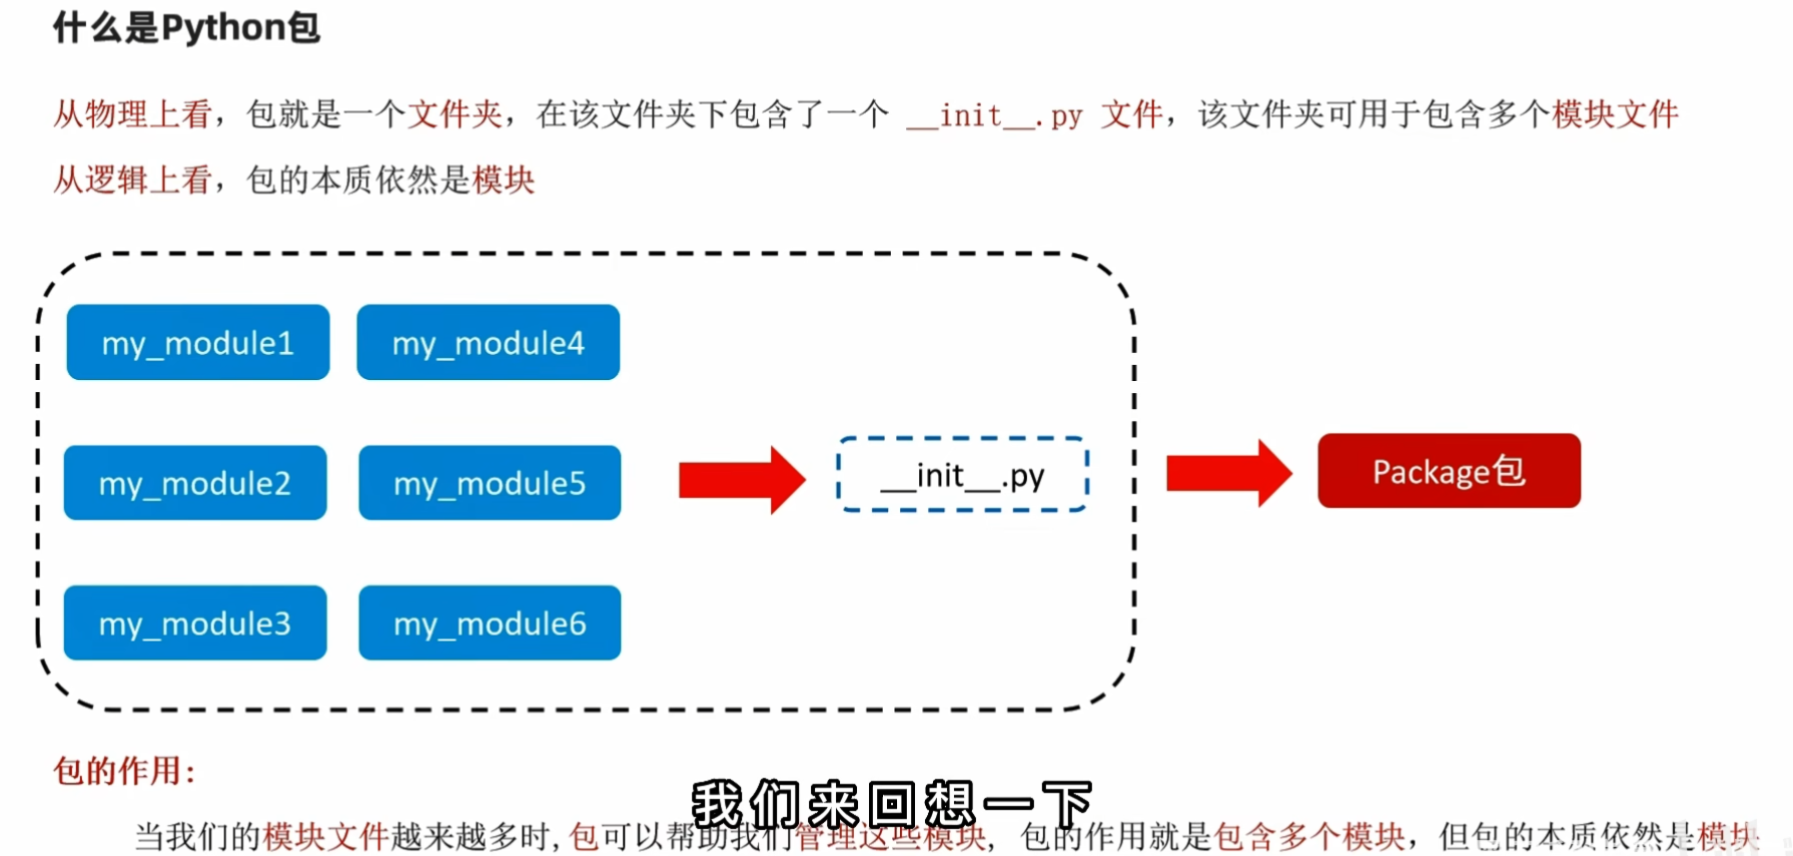 什么是Python包
从物理上看，包就是一个文件夹，在该文件夹下包含了一个 __init__.py 文件，该文件夹可用于包含多个模块文件
从逻辑上看，包的本质依然是模块
my_module1 my_module4
my_module2 my_module5
my_module3 my_module6
__init__.py
Package包
包的作用:
我们来回想一下
当我们的模块文件越来越多时,包可以帮助我们管理这些模块, 包的作用就是包含多个模块，但包的本质依然是模块